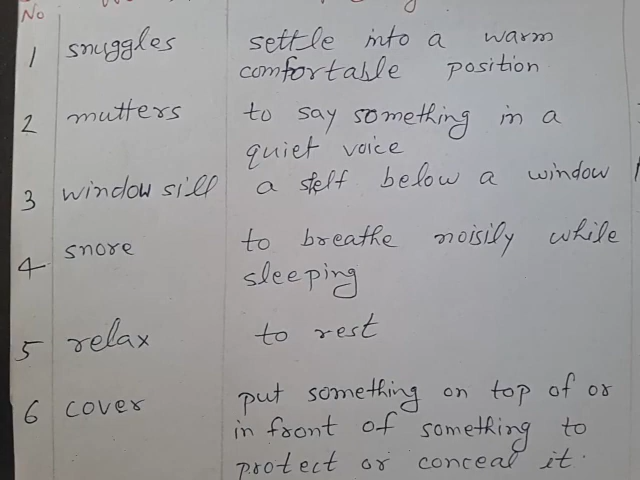 No
1 snuggles settle into a warm
comfortable position
2 mutters to say something in a
quiet voice
3 window sill a stelf below a window
4 snore to breathe noisily while
sleeping
5 relax to rest
6 cover put something on top of or
in front of something to
protect or conceal it.